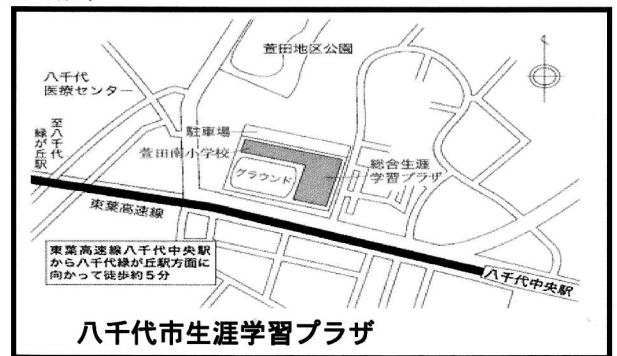 萱田地区公園
八千代
医療センター
至八千代
緑が丘駅
駐車場
萱田南小学校
グラウンド
総合生涯
学習プラザ
東葉高速線
東葉高速線八千代中央駅
から八千代緑が丘駅方面に
向かって徒歩約5分
八千代中央駅
八千代市生涯学習プラザ